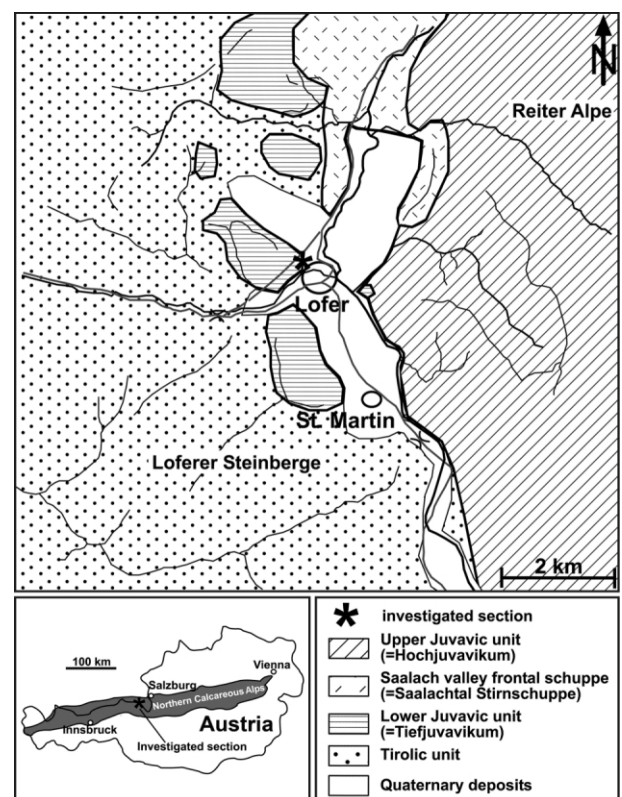 N
Reiter Alpe
Lofer
St. Martin
Loferer Steinberge
2 km
100 km
Vienna
Salzburg
Northern Calcareous Alps
Austria
Innsbruck
Investigated section
investigated section
Upper Juvavic unit
(=Hochjuvavikum)
Saalach valley frontal schuppe
(=Saalachtal Stirnschuppe)
Lower Juvavic unit
(=Tiefjuvavikum)
Tirolic unit
Quaternary deposits